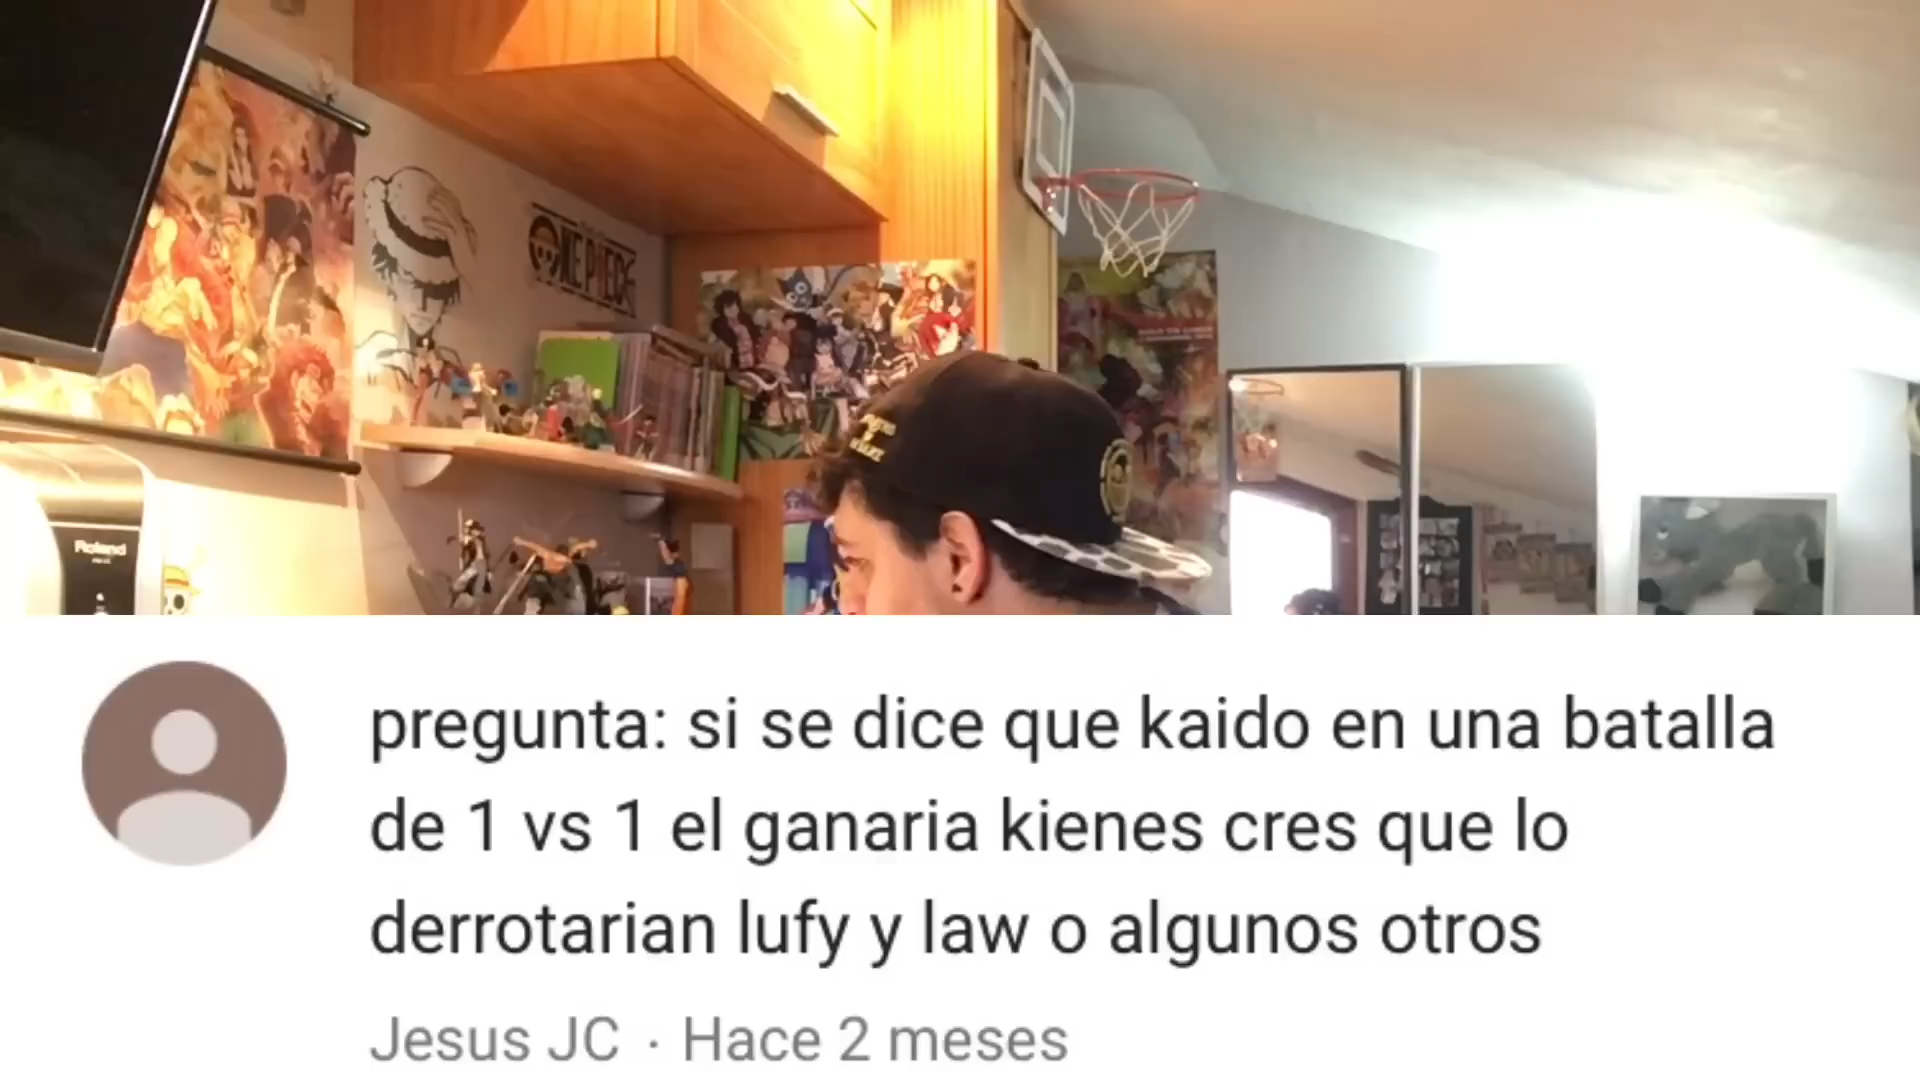 ONE PIECE
Roland
pregunta: si se dice que kaido en una batalla
de 1 vs 1 el ganaria kienes cres que lo
derrotarian lufy y law o algunos otros
Jesus JC · Hace 2 meses